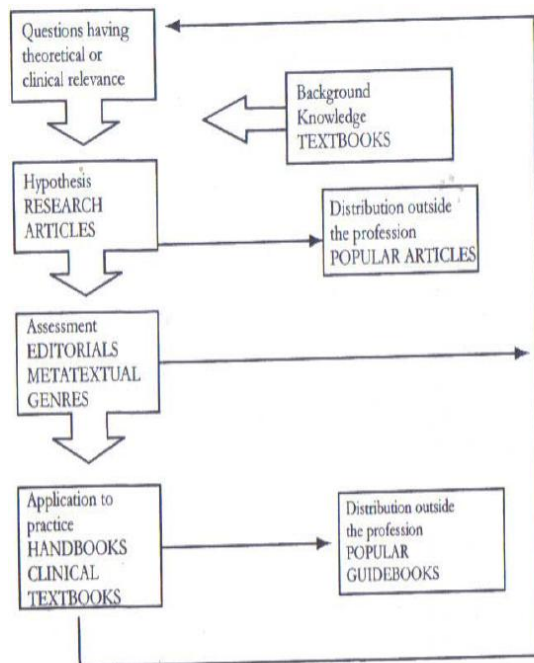 Questions having
theoretical or
clinical relevance
Background
Knowledge
TEXTBOOKS
Hypothesis
RESEARCH
ARTICLES
Distribution outside
the profession
POPULAR ARTICLES
Assessment
EDITORIALS
METATEXTUAL
GENRES
Application to
practice
HANDBOOKS
CLINICAL
TEXTBOOKS
Distribution outside
the profession
POPULAR
GUIDEBOOKS